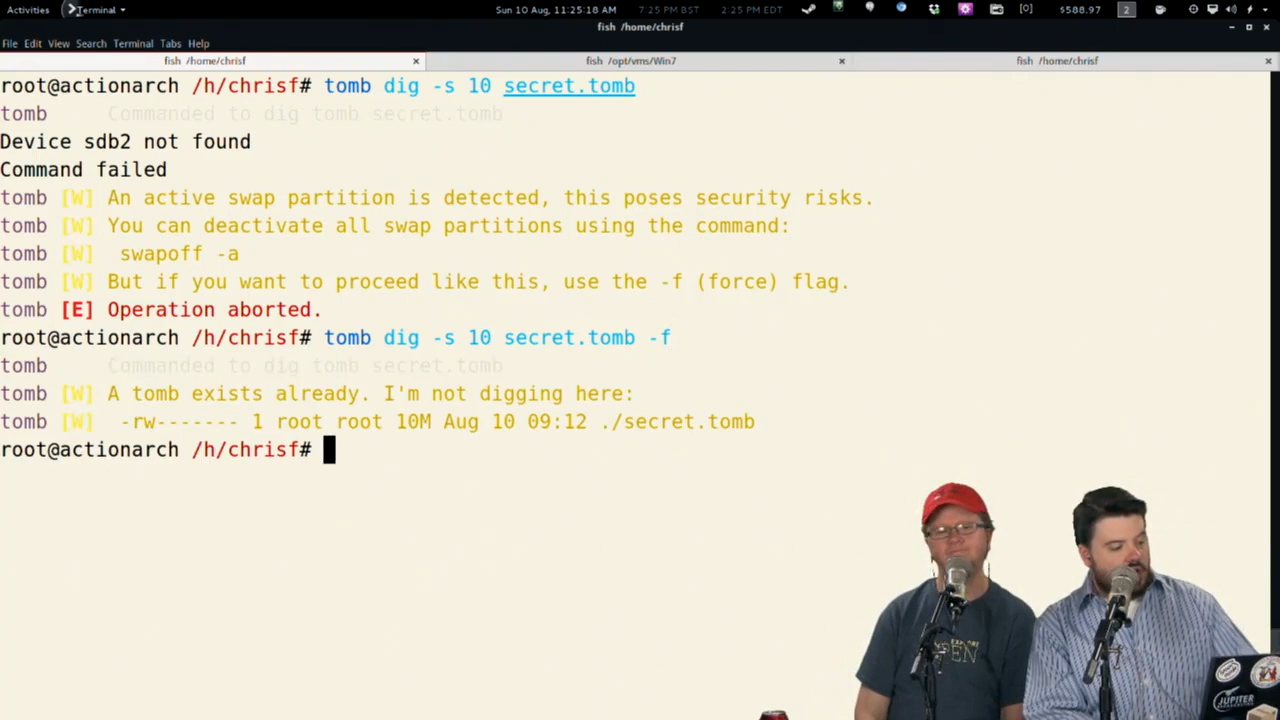 Activities Terminal Sun 10 Aug, 11:25:18 AM 7:25 PM BST 2:25 PM EDT [0] $588.97 2
fish /home/chrisf
File Edit View Search Terminal Tabs Help
fish /home/chrisf × fish /opt/vms/Win7 × fish /home/chrisf ×
root@actionarch /h/chrisf# tomb dig -s 10 secret.tomb
tomb Commanded to dig tomb secret.tomb
Device sdb2 not found
Command failed
tomb [W] An active swap partition is detected, this poses security risks.
tomb [W] You can deactivate all swap partitions using the command:
tomb [W] swapoff -a
tomb [W] But if you want to proceed like this, use the -f (force) flag.
tomb [E] Operation aborted.
root@actionarch /h/chrisf# tomb dig -s 10 secret.tomb -f
tomb Commanded to dig tomb secret.tomb
tomb [W] A tomb exists already. I'm not digging here:
tomb [W] -rw------- 1 root root 10M Aug 10 09:12 ./secret.tomb
root@actionarch /h/chrisf#
JUPITER